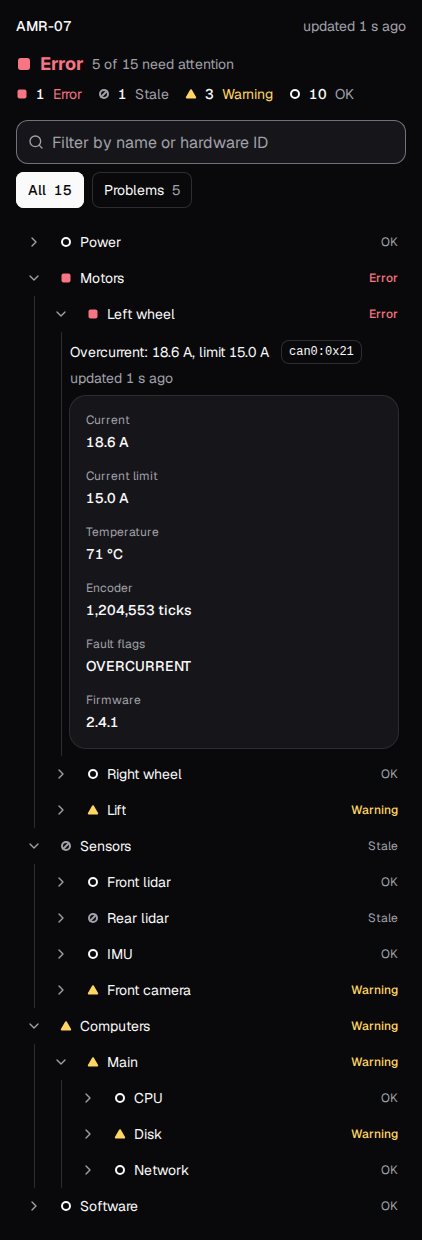 AMR-07 updated 1 s ago
Error 5 of 15 need attention
1 Error 1 Stale 3 Warning 10 OK
Filter by name or hardware ID
All 15 Problems 5
Power OK
Motors Error
Left wheel Error
Overcurrent: 18.6 A, limit 15.0 A can0:0x21
updated 1 s ago
Current
18.6 A
Current limit
15.0 A
Temperature
71 °C
Encoder
1,204,553 ticks
Fault flags
OVERCURRENT
Firmware
2.4.1
Right wheel OK
Lift Warning
Sensors Stale
Front lidar OK
Rear lidar Stale
IMU OK
Front camera Warning
Computers Warning
Main Warning
CPU OK
Disk Warning
Network OK
Software OK